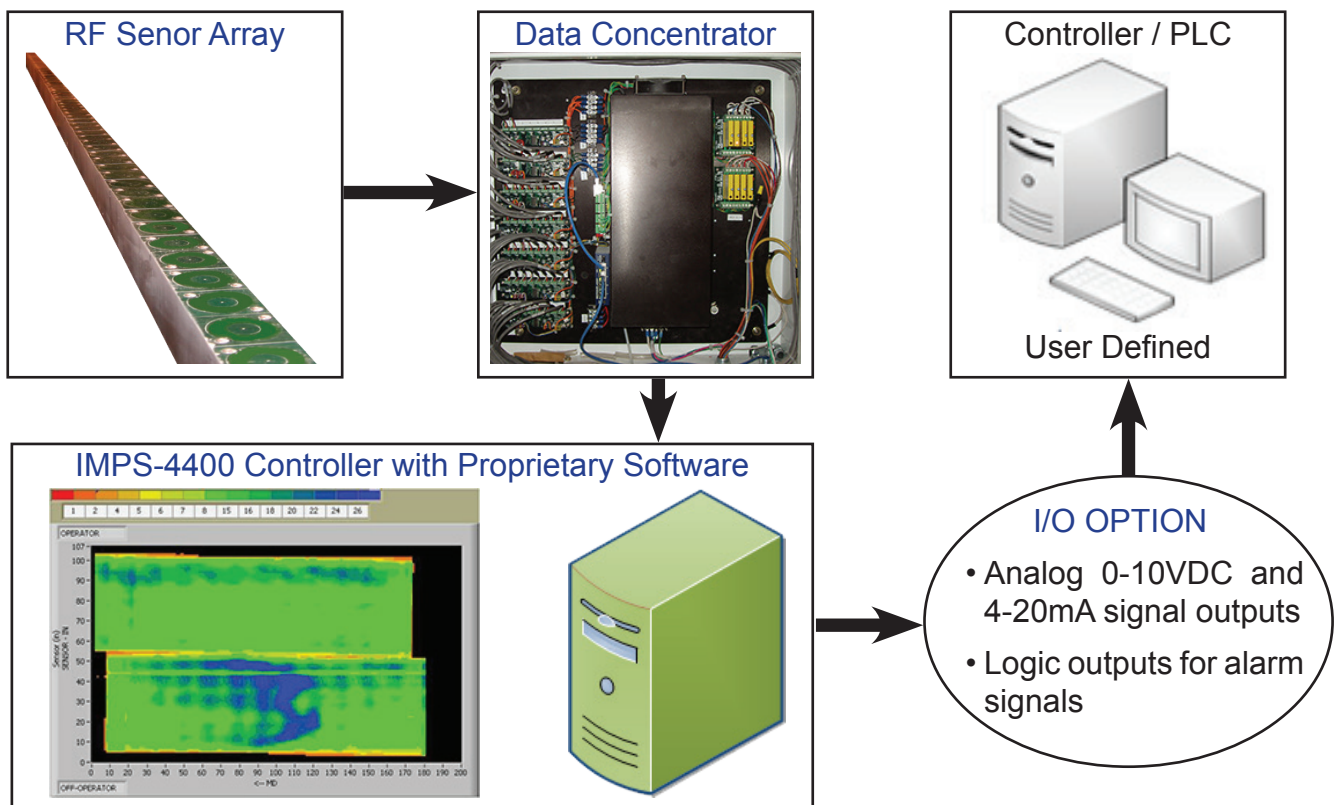 RF Senor Array
Data Concentrator
Controller / PLC
User Defined
IMPS-4400 Controller with Proprietary Software
1 2 4 5 6 7 8 15 16 18 20 22 24 26
OPERATOR
107
100
90
80
70
60
50
40
30
20
10
0
Sensor (in)
SENSOR - IN
0 10 20 30 40 50 60 70 80 90 100 110 120 130 140 150 160 170 180 190 200
<-- MD
OFF-OPERATOR
I/O OPTION
• Analog 0-10VDC and
4-20mA signal outputs
• Logic outputs for alarm
signals